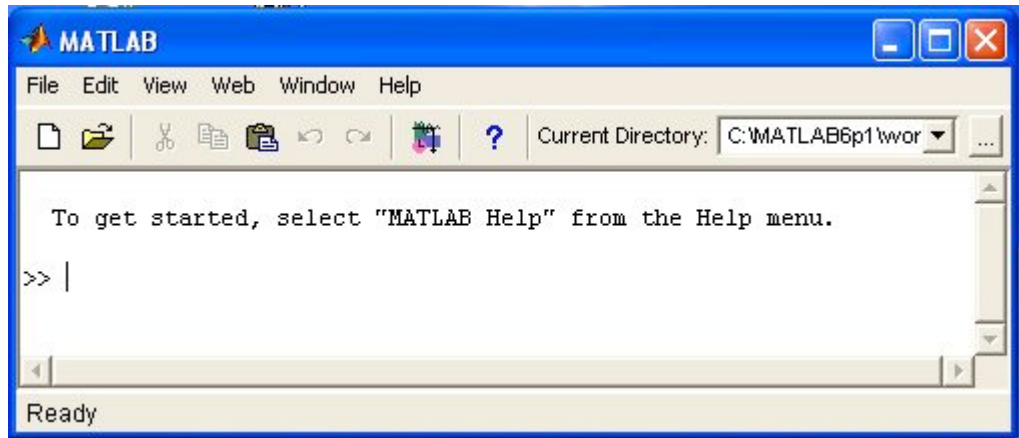 MATLAB
File Edit View Web Window Help
? Current Directory: C:\MATLAB6p1\wor ...
To get started, select "MATLAB Help" from the Help menu.
>>
Ready